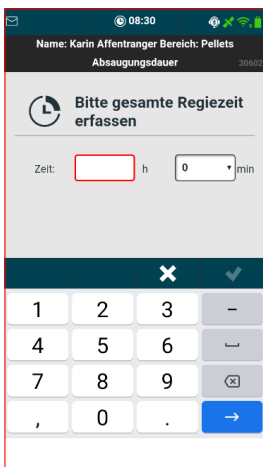 08:30
Name: Karin Affentranger Bereich: Pellets
Absaugungsdauer 30602
Bitte gesamte Regiezeit
erfassen
Zeit: h 0 min
1 2 3 –
4 5 6
7 8 9
, 0 .